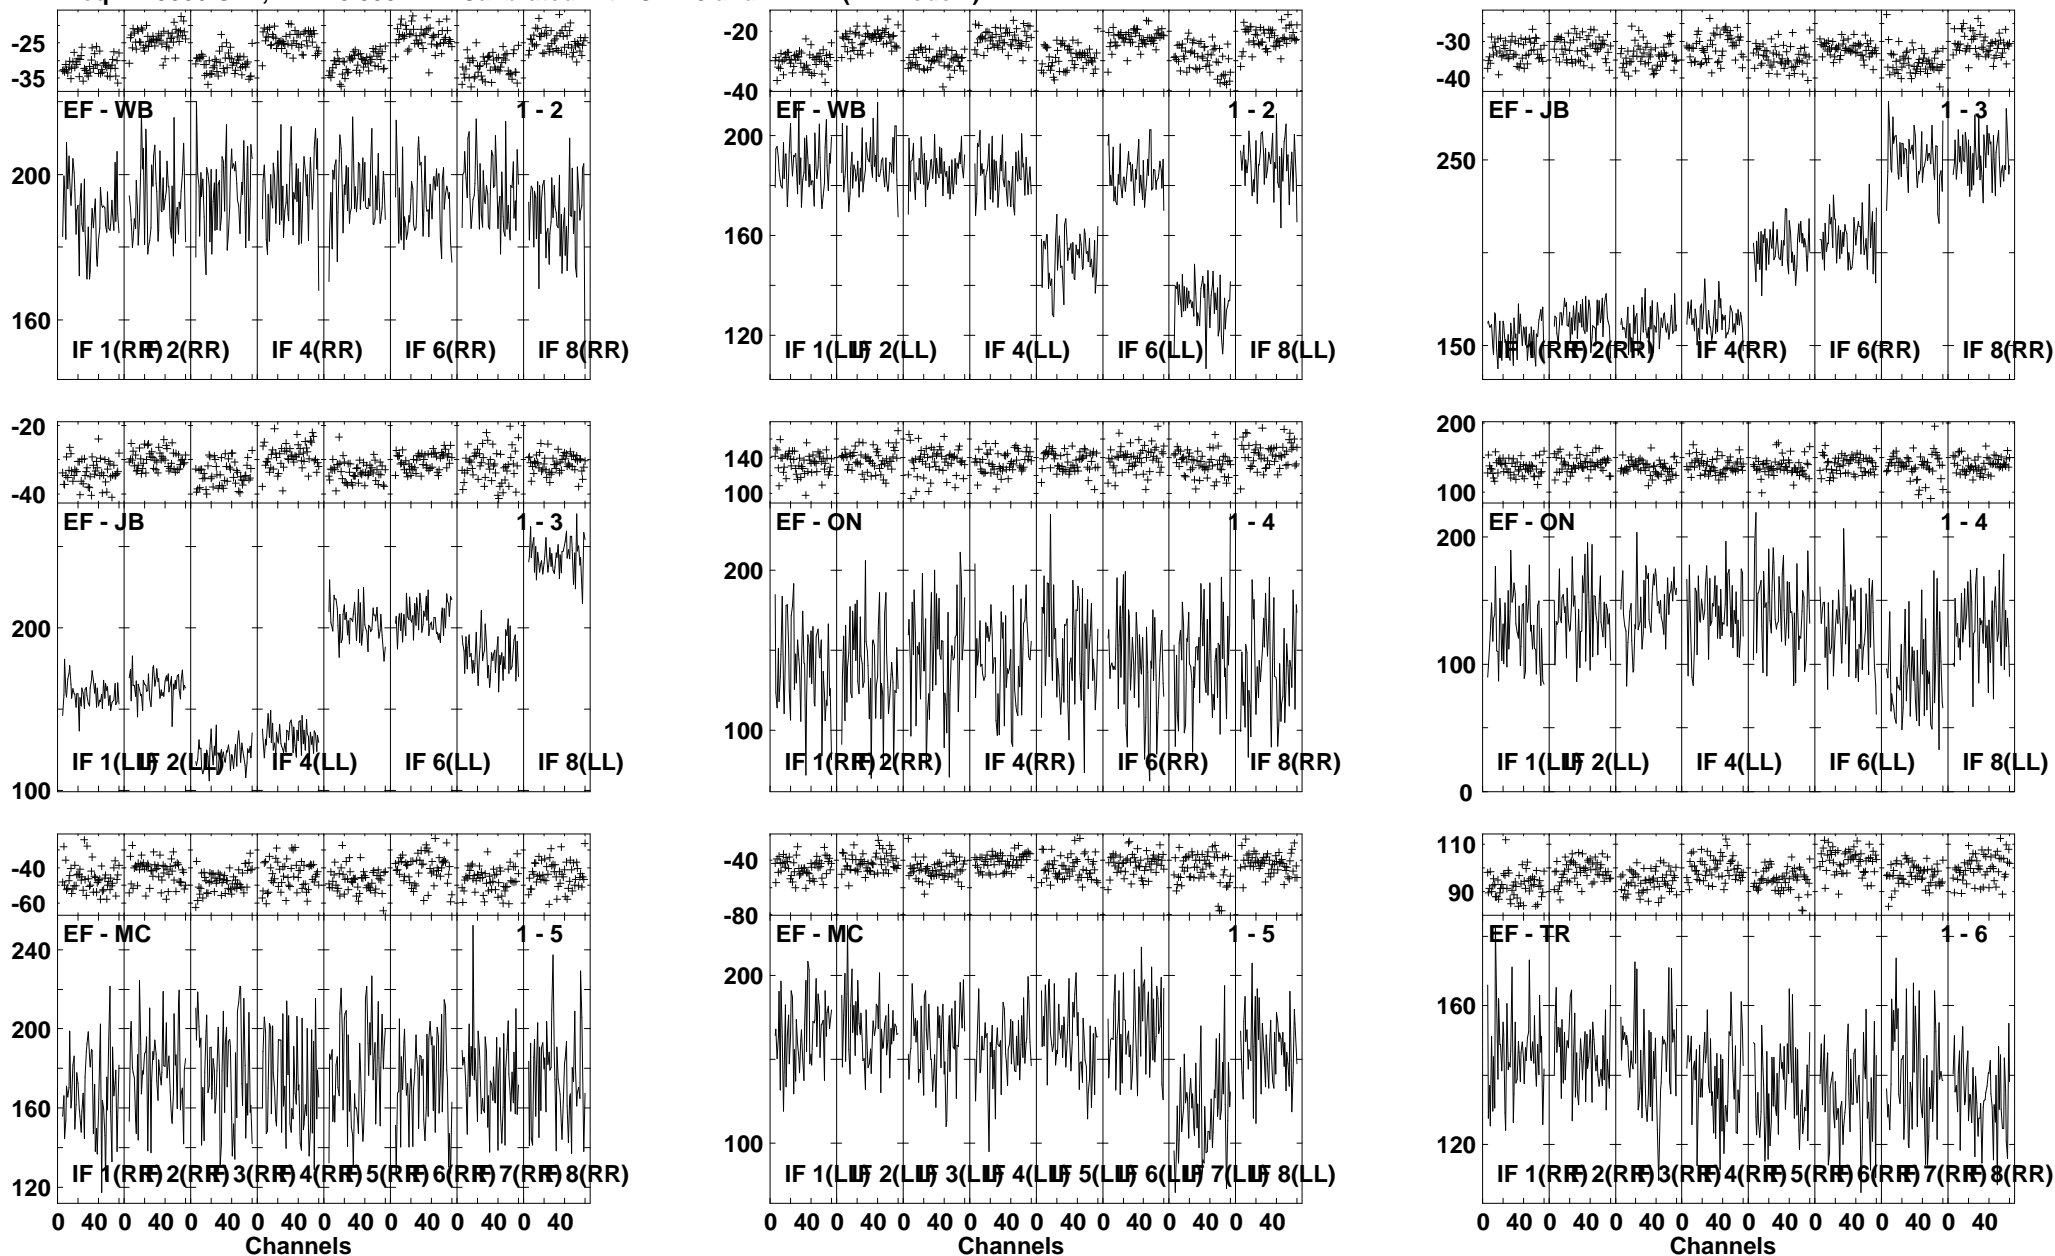 -25
-35
EF - WB 1 - 2
200
160
IF 1(RR) IF 2(RR) IF 4(RR) IF 6(RR) IF 8(RR)
-20
-40
EF - WB 1 - 2
200
160
120
IF 1(LL) IF 2(LL) IF 4(LL) IF 6(LL) IF 8(LL)
-30
-40
EF - JB 1 - 3
250
150
IF 1(RR) IF 2(RR) IF 4(RR) IF 6(RR) IF 8(RR)
-20
-40
EF - JB 1 - 3
200
100
IF 1(LL) IF 2(LL) IF 4(LL) IF 6(LL) IF 8(LL)
140
100
EF - ON 1 - 4
200
100
IF 1(RR) IF 2(RR) IF 4(RR) IF 6(RR) IF 8(RR)
200
100
EF - ON 1 - 4
200
100
0
IF 1(LL) IF 2(LL) IF 4(LL) IF 6(LL) IF 8(LL)
-40
-60
EF - MC 1 - 5
240
200
160
120
IF 1(RR) IF 2(RR) IF 3(RR) IF 4(RR) IF 5(RR) IF 6(RR) IF 7(RR) IF 8(RR)
0 40 0 40 0 40 0 40 0 40 0 40 0 40 0 40
Channels
-40
-80
EF - MC 1 - 5
200
100
IF 1(LL) IF 2(LL) IF 3(LL) IF 4(LL) IF 5(LL) IF 6(LL) IF 7(LL) IF 8(LL)
0 40 0 40 0 40 0 40 0 40 0 40 0 40 0 40
Channels
110
90
EF - TR 1 - 6
160
120
IF 1(RR) IF 2(RR) IF 3(RR) IF 4(RR) IF 5(RR) IF 6(RR) IF 7(RR) IF 8(RR)
0 40 0 40 0 40 0 40 0 40 0 40 0 40 0 40
Channels